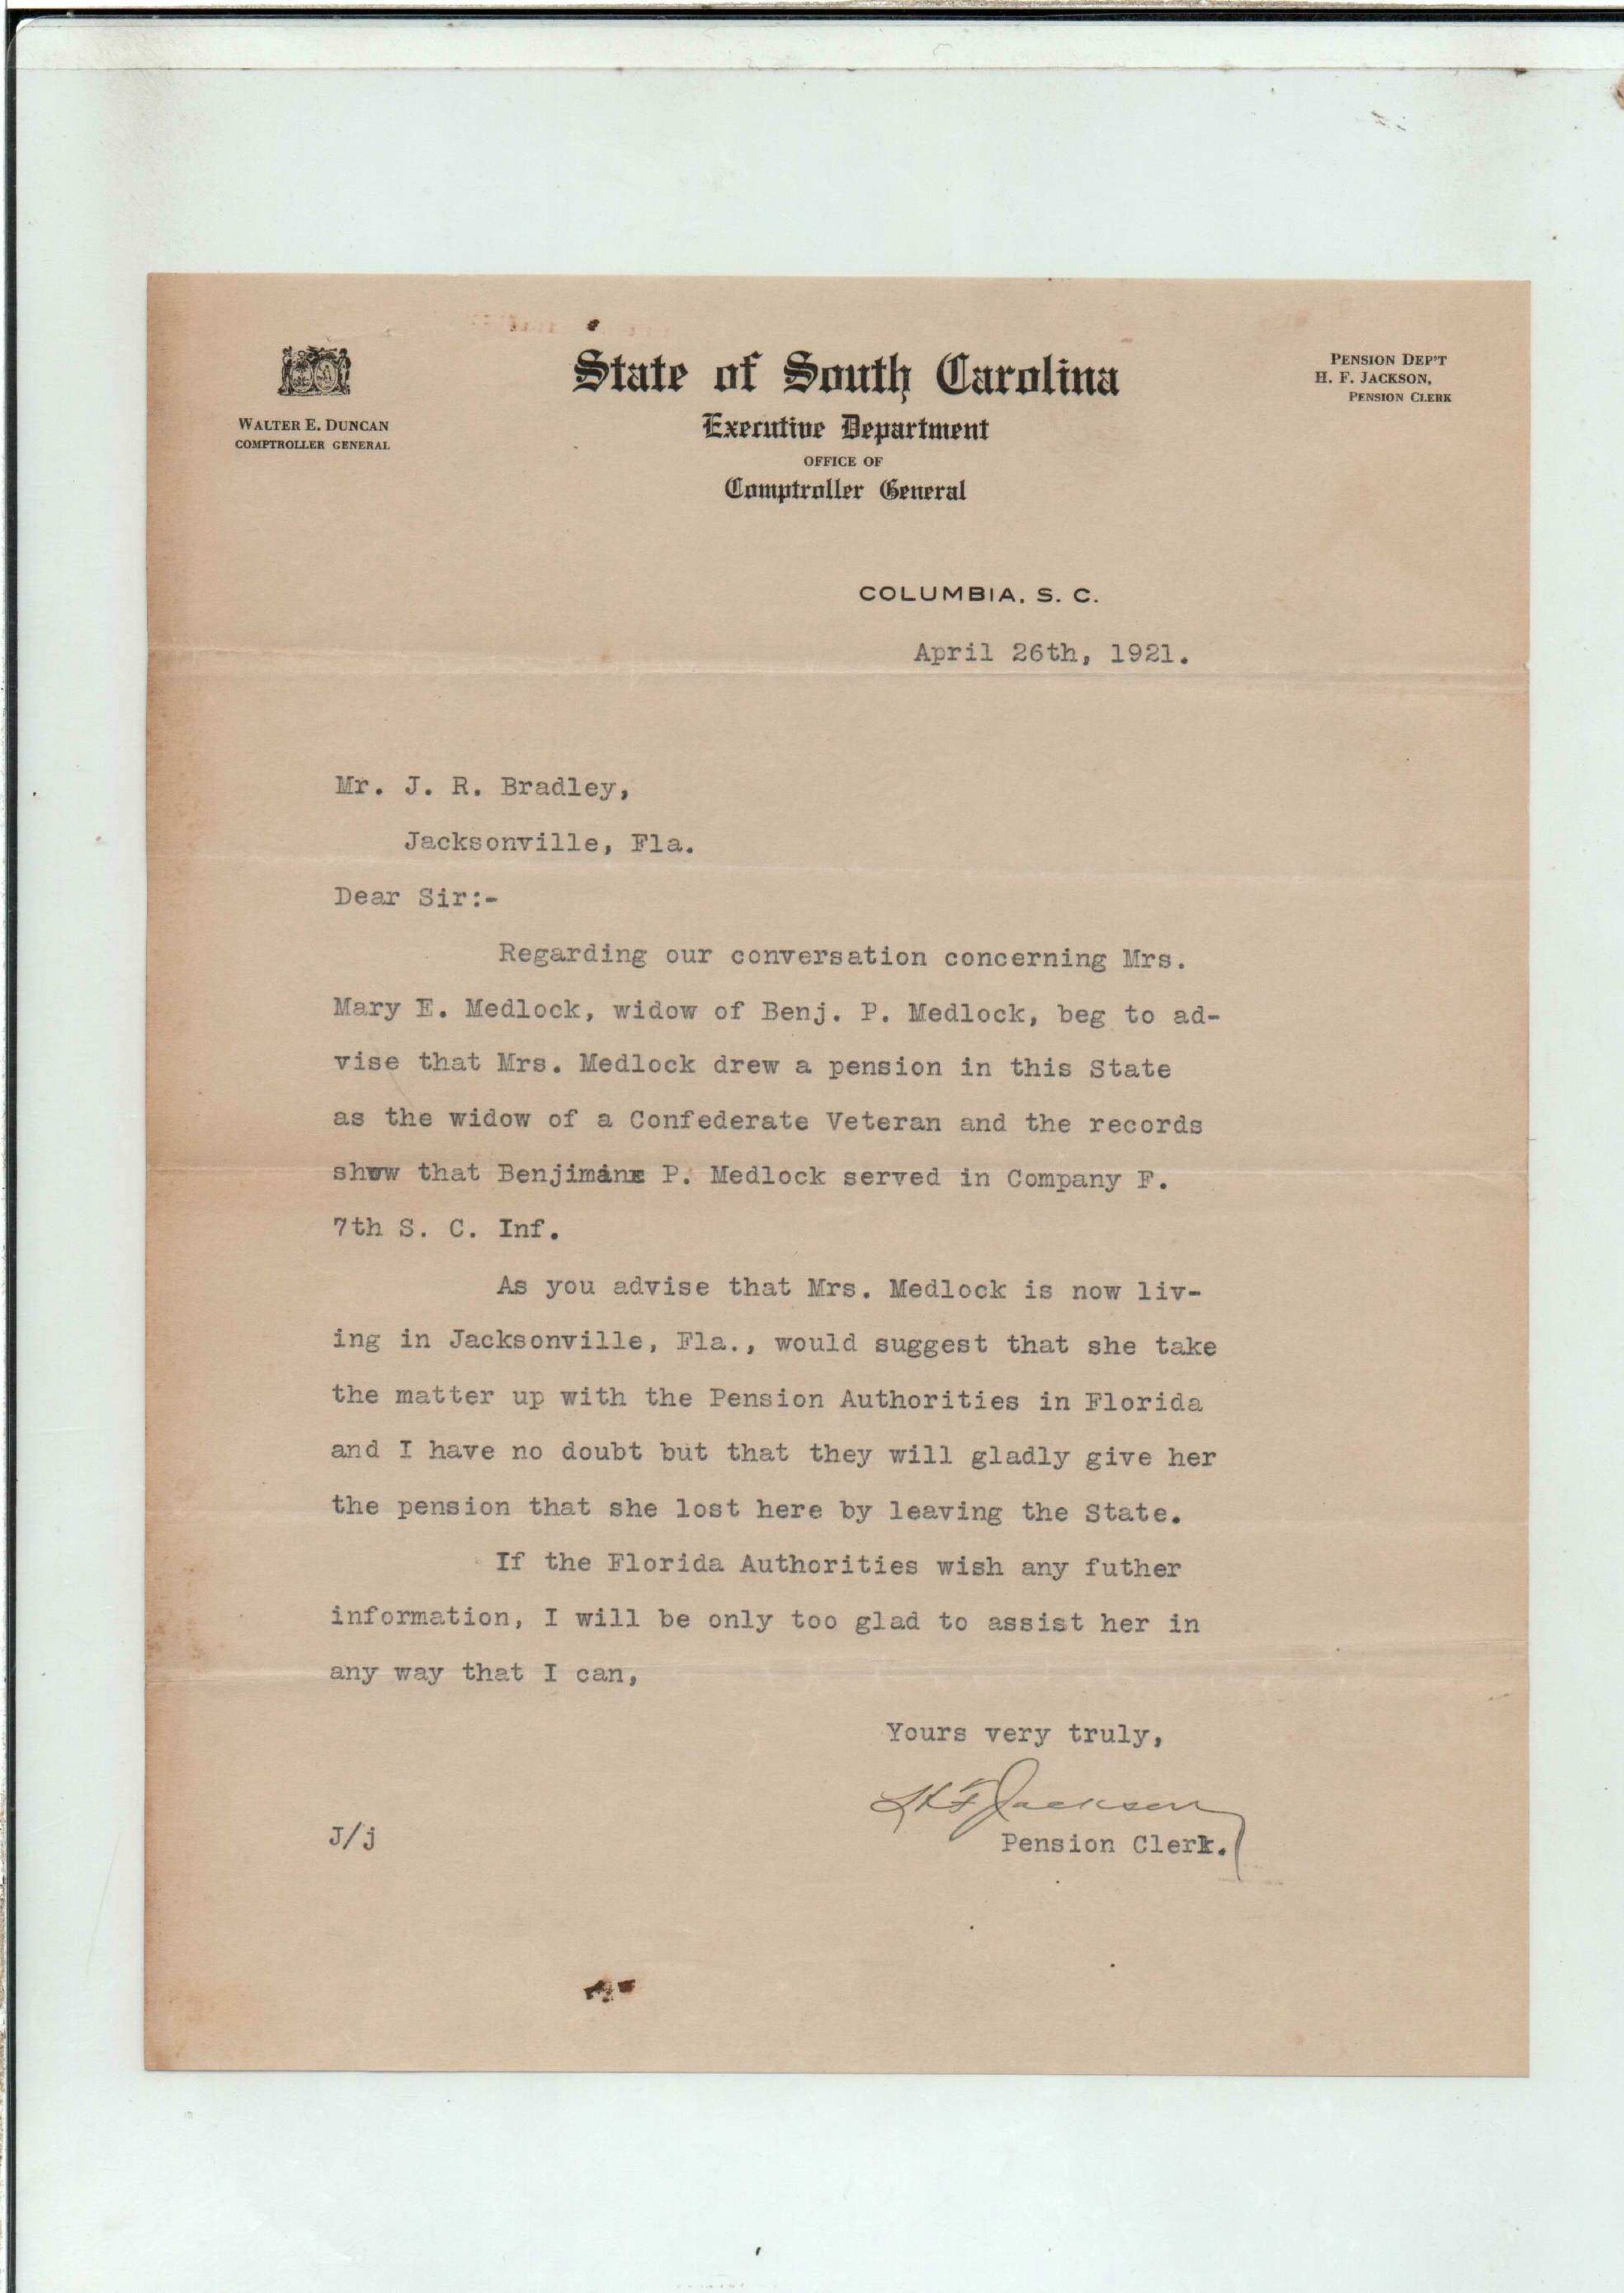 State of South Carolina
Executive Department
OFFICE OF
Comptroller General
WALTER E. DUNCAN
COMPTROLLER GENERAL
PENSION DEP'T
H. F. JACKSON,
PENSION CLERK
COLUMBIA, S. C.
April 26th, 1921.
Mr. J. R. Bradley,
Jacksonville, Fla.
Dear Sir:-
Regarding our conversation concerning Mrs.
Mary E. Medlock, widow of Benj. P. Medlock, beg to ad-
vise that Mrs. Medlock drew a pension in this State
as the widow of a Confederate Veteran and the records
show that Benjimin P. Medlock served in Company F.
7th S. C. Inf.
As you advise that Mrs. Medlock is now liv-
ing in Jacksonville, Fla., would suggest that she take
the matter up with the Pension Authorities in Florida
and I have no doubt but that they will gladly give her
the pension that she lost here by leaving the State.
If the Florida Authorities wish any futher
information, I will be only too glad to assist her in
any way that I can,
Yours very truly,
H F Jackson
J/j
Pension Clerk.